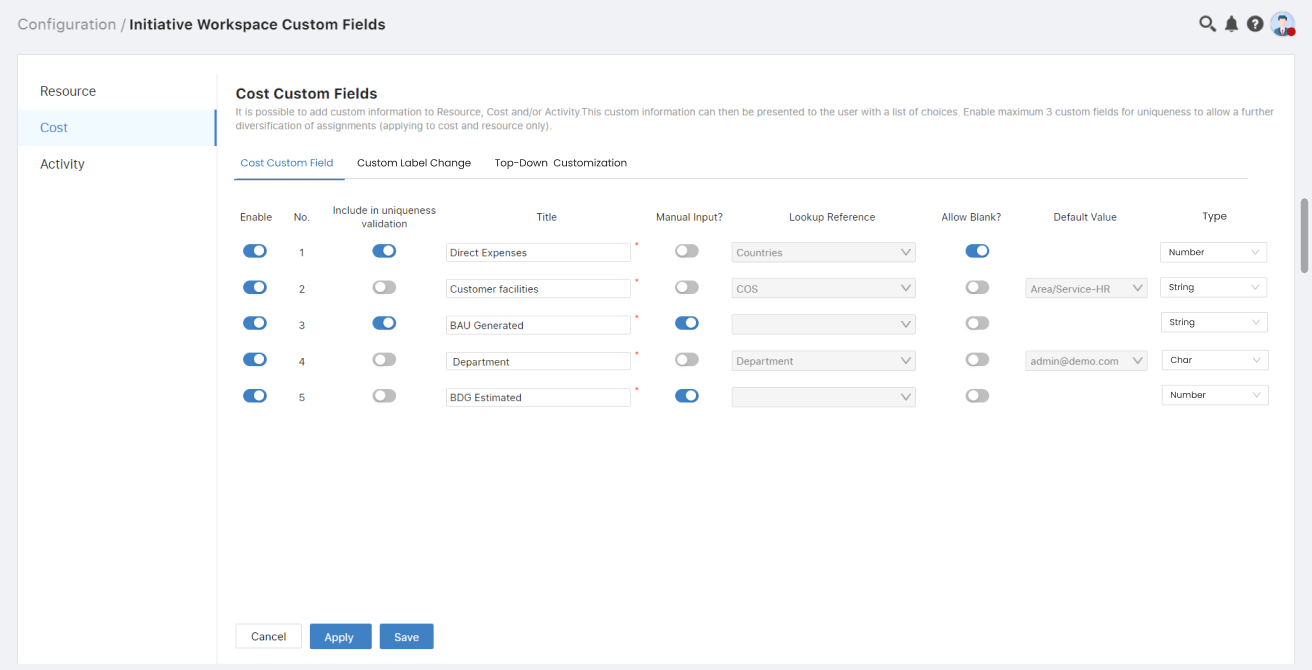 Configuration / Initiative Workspace Custom Fields
Resource
Cost
Activity
Cost Custom Fields
It is possible to add custom information to Resource, Cost and/or Activity.This custom information can then be presented to the user with a list of choices. Enable maximum 3 custom fields for uniqueness to allow a further
diversification of assignments (applying to cost and resource only).
Cost Custom Field Custom Label Change Top-Down Customization
Enable No. Include in uniqueness validation Title Manual Input? Lookup Reference Allow Blank? Default Value Type
1 Direct Expenses * Countries Number
2 Customer facilities * COS Area/Service-HR String
3 BAU Generated * String
4 Department * Department admin@demo.com Char
5 BDG Estimated * Number
Cancel Apply Save